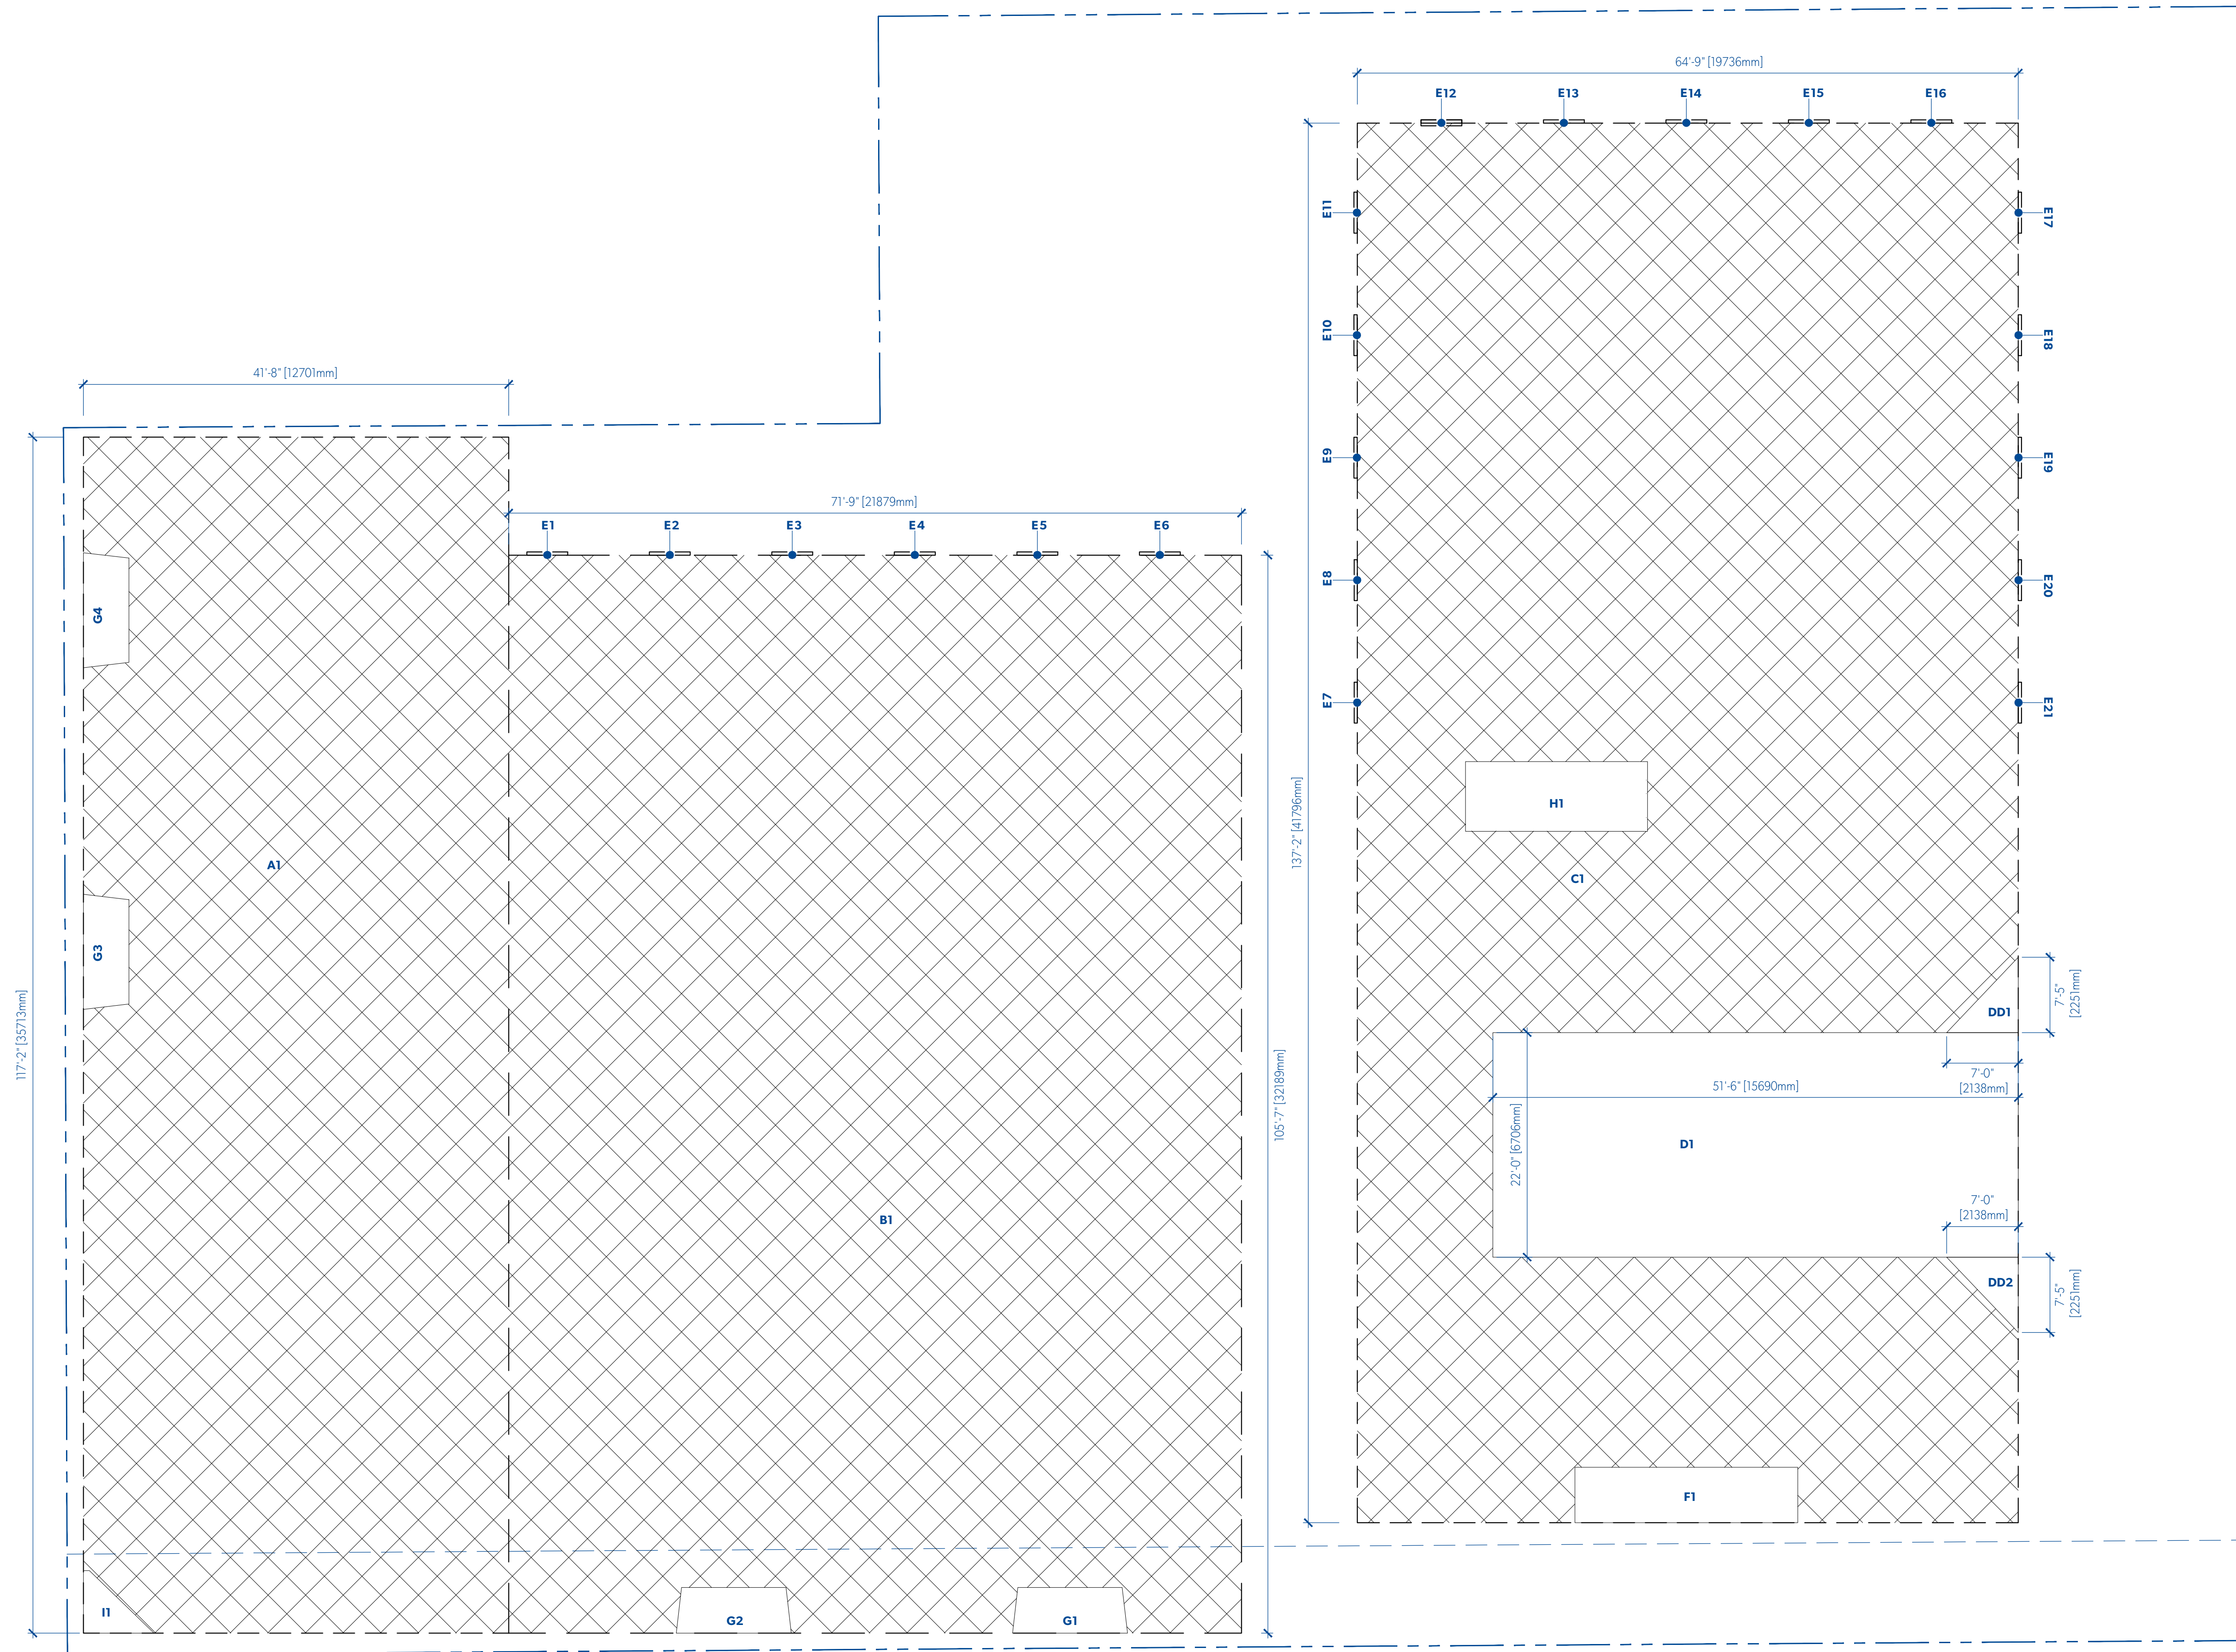 64'-9" [19736mm]
E12
E13
E14
E15
E16
E11
E17
E10
E18
41'-8" [12701mm]
E9
E19
71'-9" [21879mm]
E1
E2
E3
E4
E5
E6
E8
E20
G4
E7
E21
H1
137'-2" [41796mm]
A1
C1
G3
7'-5"
[2251mm]
DD1
117'-2" [35713mm]
7'-0"
[2138mm]
51'-6" [15690mm]
105'-7" [32189mm]
22'-0" [6706mm]
D1
7'-0"
[2138mm]
B1
DD2
7'-5"
[2251mm]
F1
I1
G2
G1